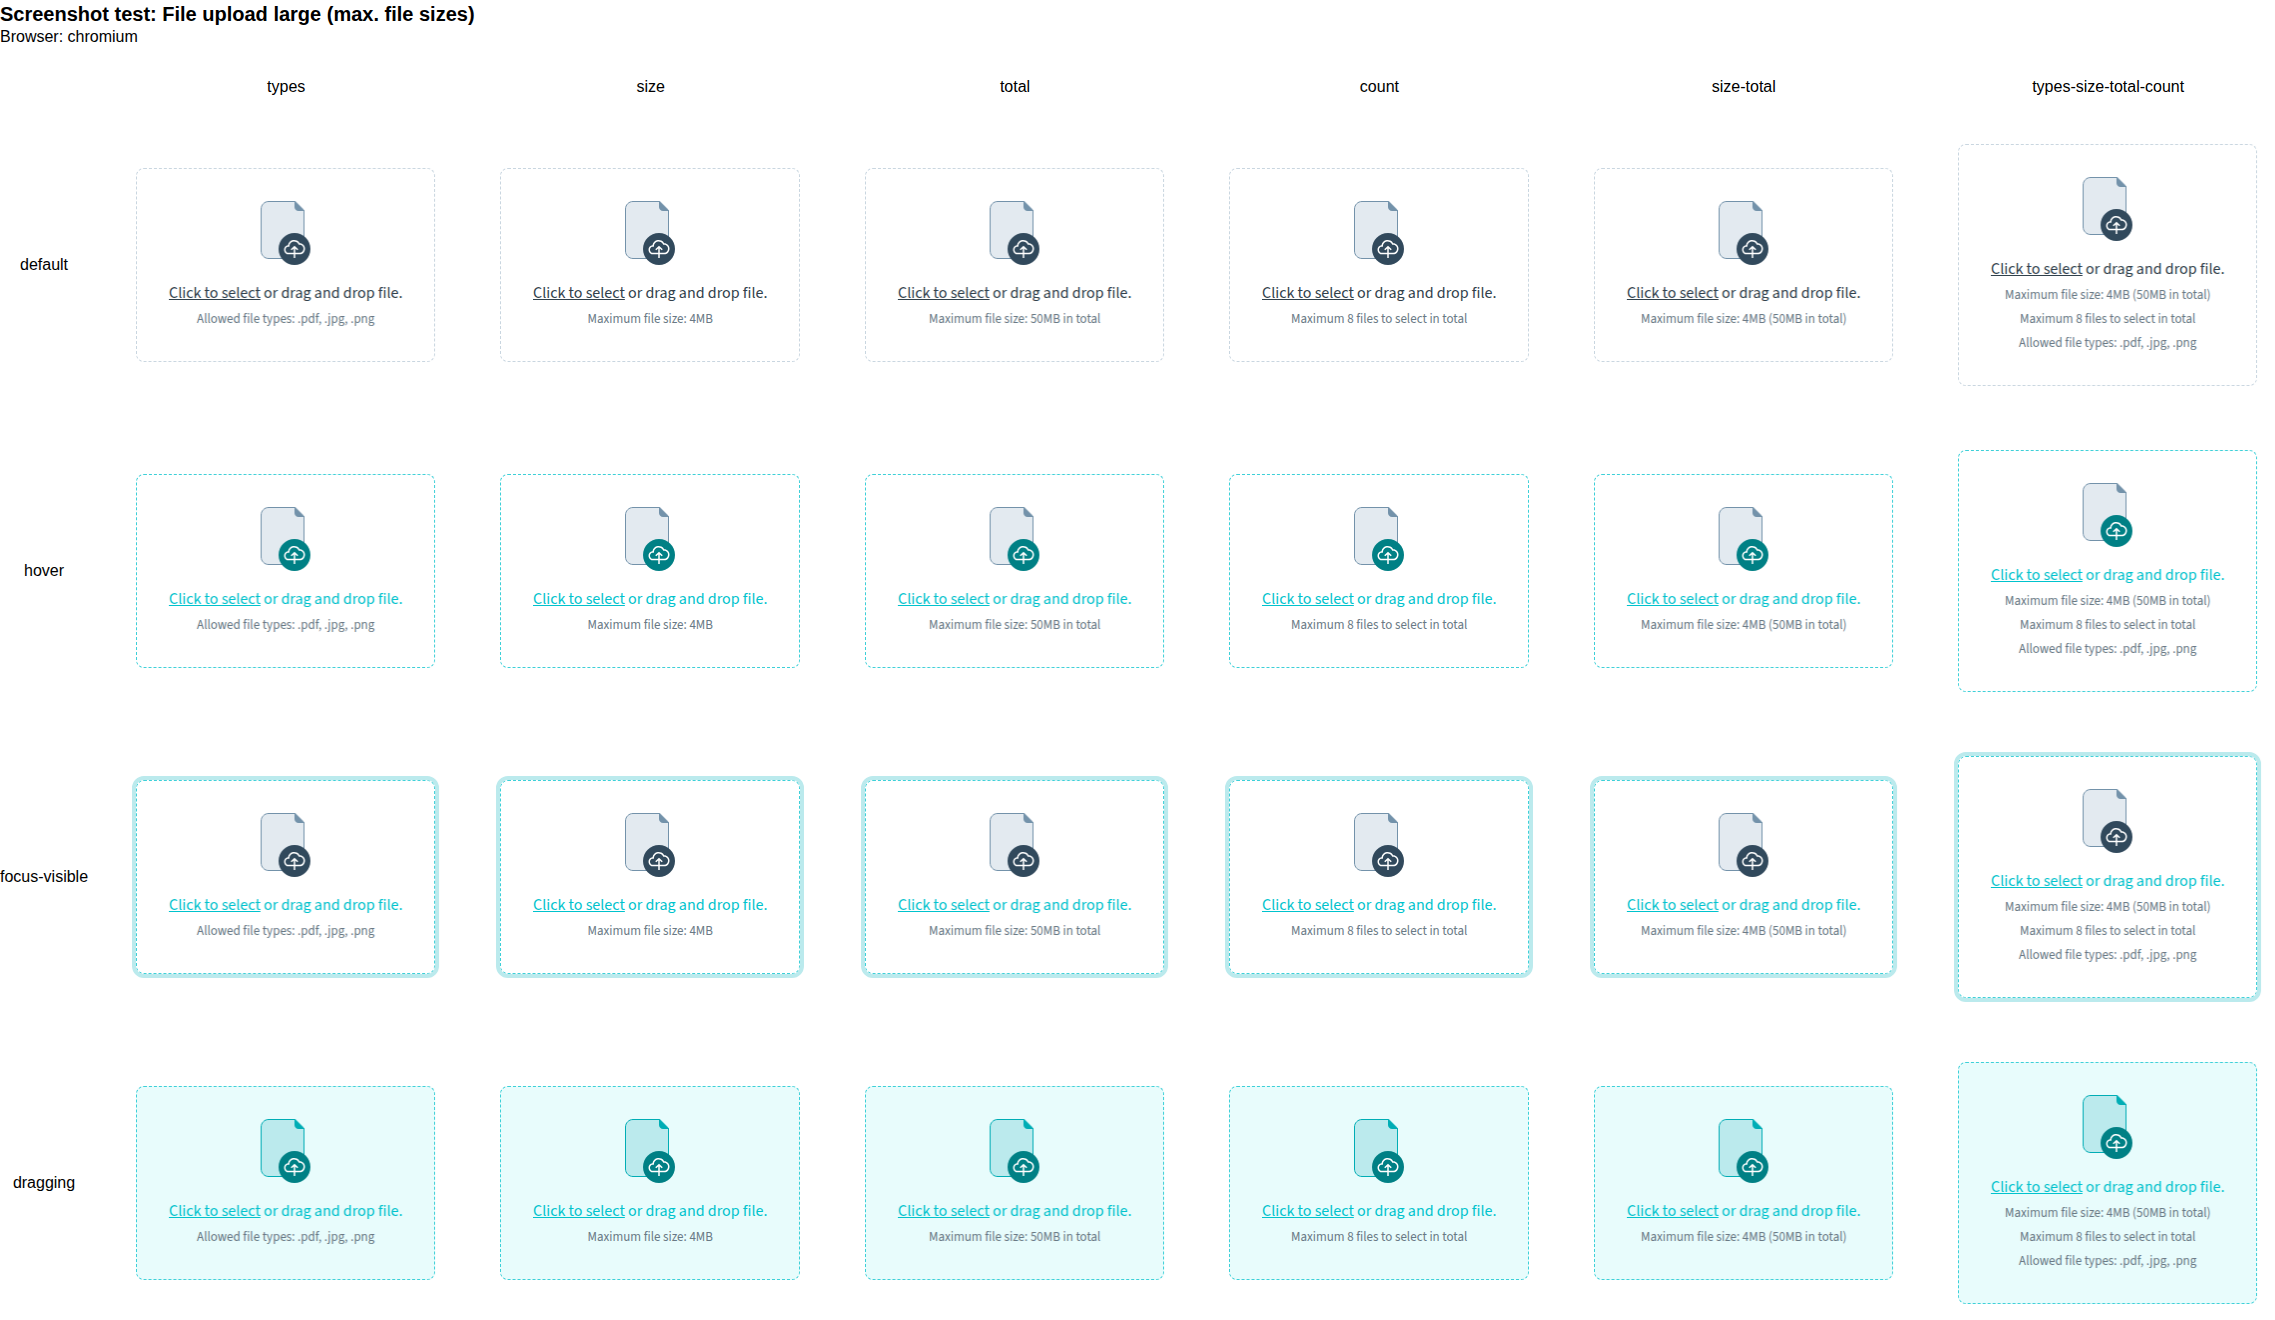 Screenshot test: File upload large (max. file sizes)
Browser: chromium
types size total count size-total types-size-total-count
default
Click to select or drag and drop file.
Allowed file types: .pdf, .jpg, .png
Click to select or drag and drop file.
Maximum file size: 4MB
Click to select or drag and drop file.
Maximum file size: 50MB in total
Click to select or drag and drop file.
Maximum 8 files to select in total
Click to select or drag and drop file.
Maximum file size: 4MB (50MB in total)
Click to select or drag and drop file.
Maximum file size: 4MB (50MB in total)
Maximum 8 files to select in total
Allowed file types: .pdf, .jpg, .png
hover
Click to select or drag and drop file.
Allowed file types: .pdf, .jpg, .png
Click to select or drag and drop file.
Maximum file size: 4MB
Click to select or drag and drop file.
Maximum file size: 50MB in total
Click to select or drag and drop file.
Maximum 8 files to select in total
Click to select or drag and drop file.
Maximum file size: 4MB (50MB in total)
Click to select or drag and drop file.
Maximum file size: 4MB (50MB in total)
Maximum 8 files to select in total
Allowed file types: .pdf, .jpg, .png
focus-visible
Click to select or drag and drop file.
Allowed file types: .pdf, .jpg, .png
Click to select or drag and drop file.
Maximum file size: 4MB
Click to select or drag and drop file.
Maximum file size: 50MB in total
Click to select or drag and drop file.
Maximum 8 files to select in total
Click to select or drag and drop file.
Maximum file size: 4MB (50MB in total)
Click to select or drag and drop file.
Maximum file size: 4MB (50MB in total)
Maximum 8 files to select in total
Allowed file types: .pdf, .jpg, .png
dragging
Click to select or drag and drop file.
Allowed file types: .pdf, .jpg, .png
Click to select or drag and drop file.
Maximum file size: 4MB
Click to select or drag and drop file.
Maximum file size: 50MB in total
Click to select or drag and drop file.
Maximum 8 files to select in total
Click to select or drag and drop file.
Maximum file size: 4MB (50MB in total)
Click to select or drag and drop file.
Maximum file size: 4MB (50MB in total)
Maximum 8 files to select in total
Allowed file types: .pdf, .jpg, .png